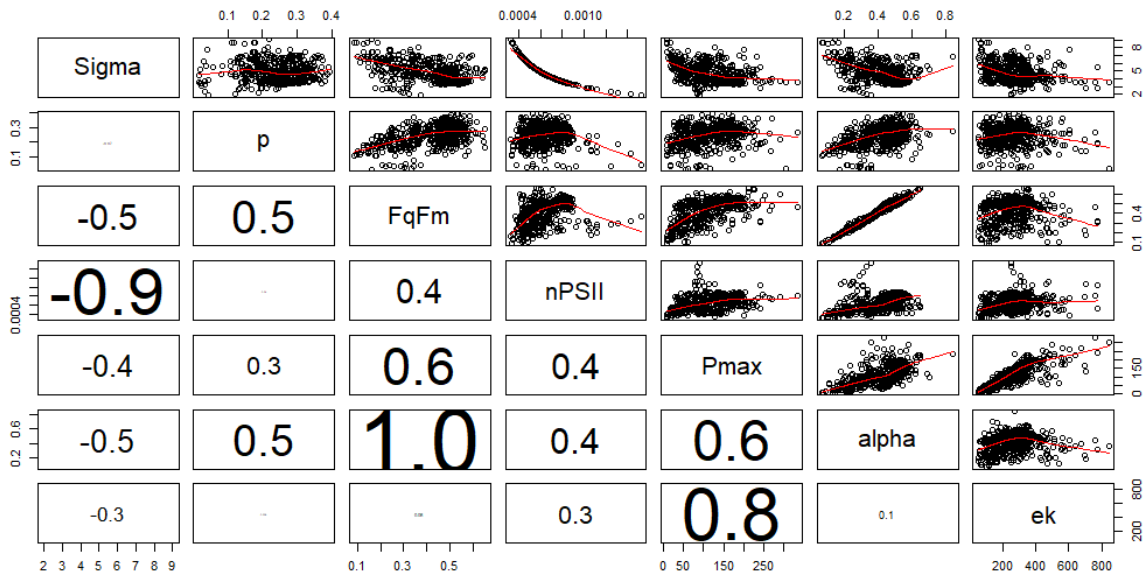 0.1 0.2 0.3 0.4 0.0004 0.0010 0.2 0.4 0.6 0.8
Sigma 2 4 6 8
0.1 0.3 p
-0.5 0.5 FqFm 0.1 0.4
0.0004 -0.9 0.4 nPSII
-0.4 0.3 0.6 0.4 Pmax 0 150
0.2 0.6 -0.5 0.5 1.0 0.4 0.6 alpha
-0.3 0.3 0.8 0.1 ek 200 800
2 3 4 5 6 7 8 9 0.1 0.3 0.5 0 50 150 250 0 200 400 600 800